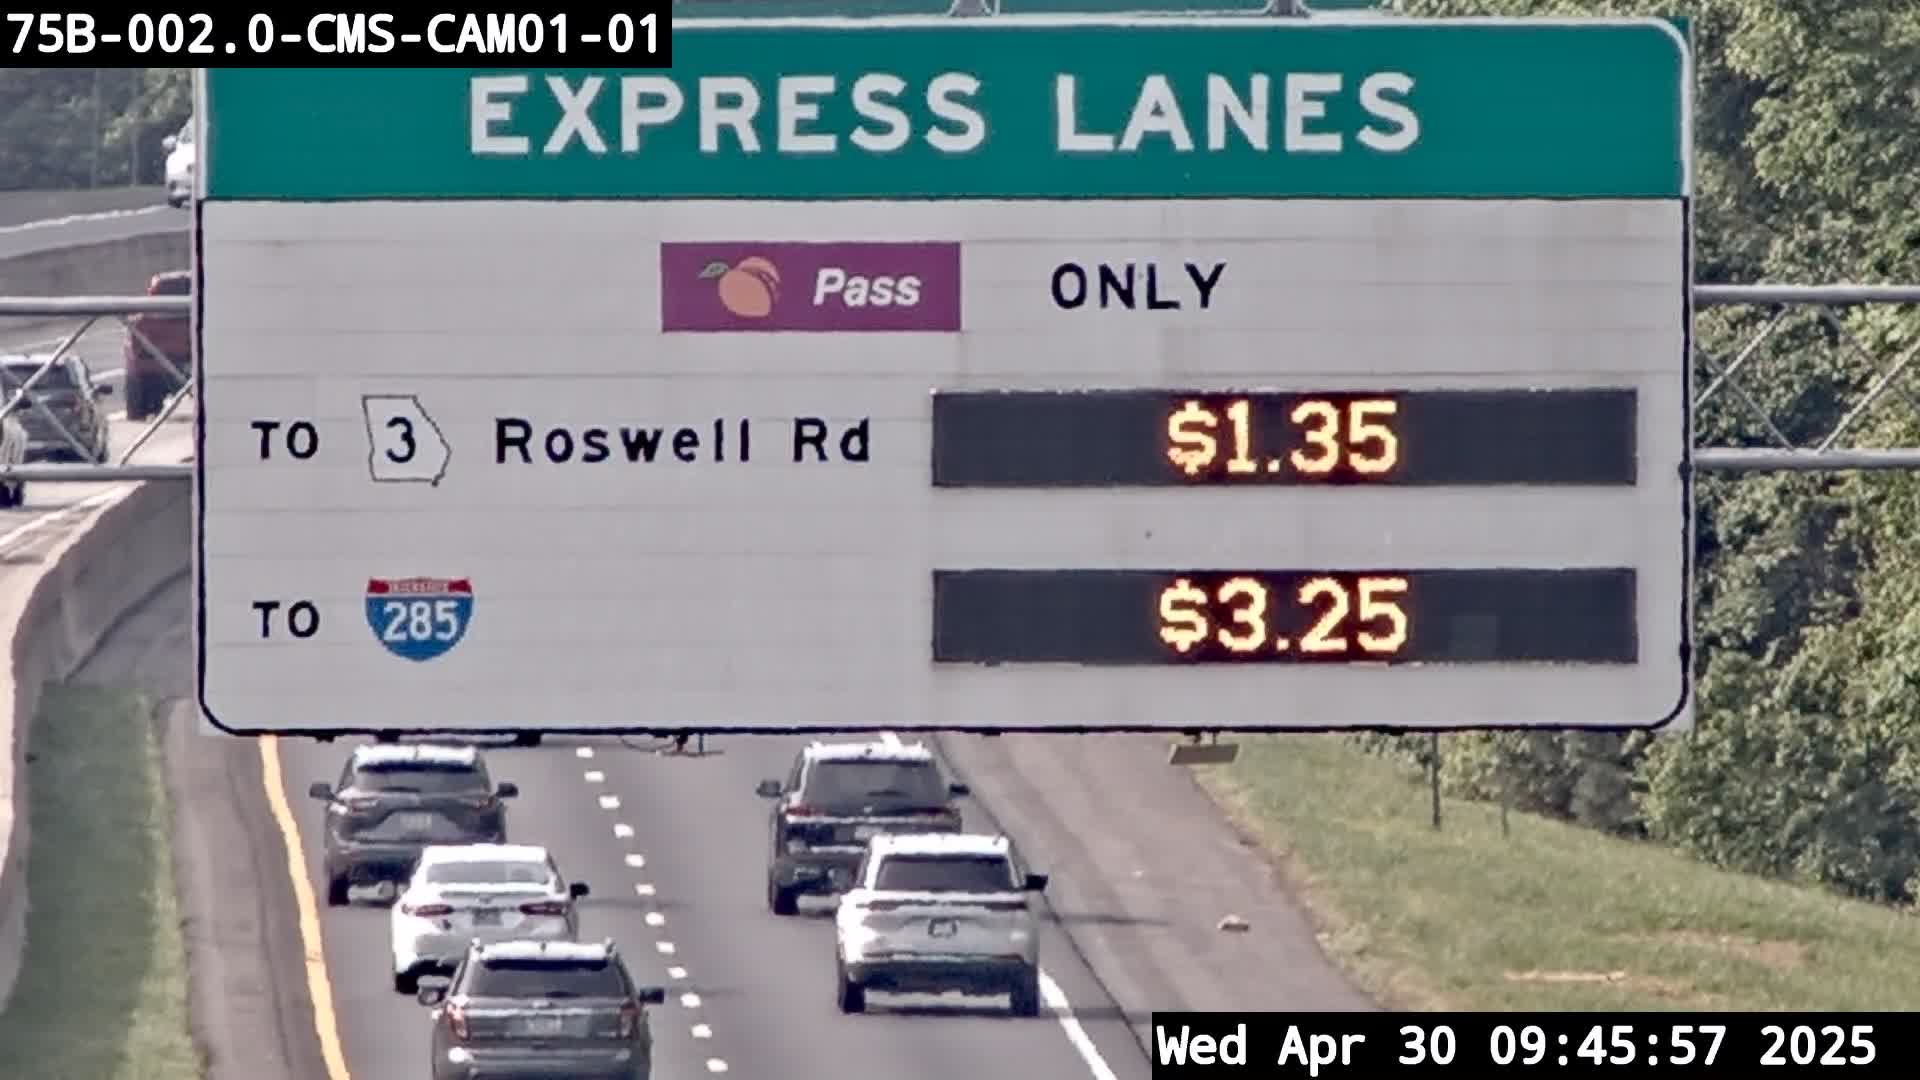 75B-002.0-CMS-CAM01-01
EXPRESS LANES
Pass ONLY
TO 3 Roswell Rd $1.35
TO INTERSTATE 285 $3.25
Wed Apr 30 09:45:57 2025